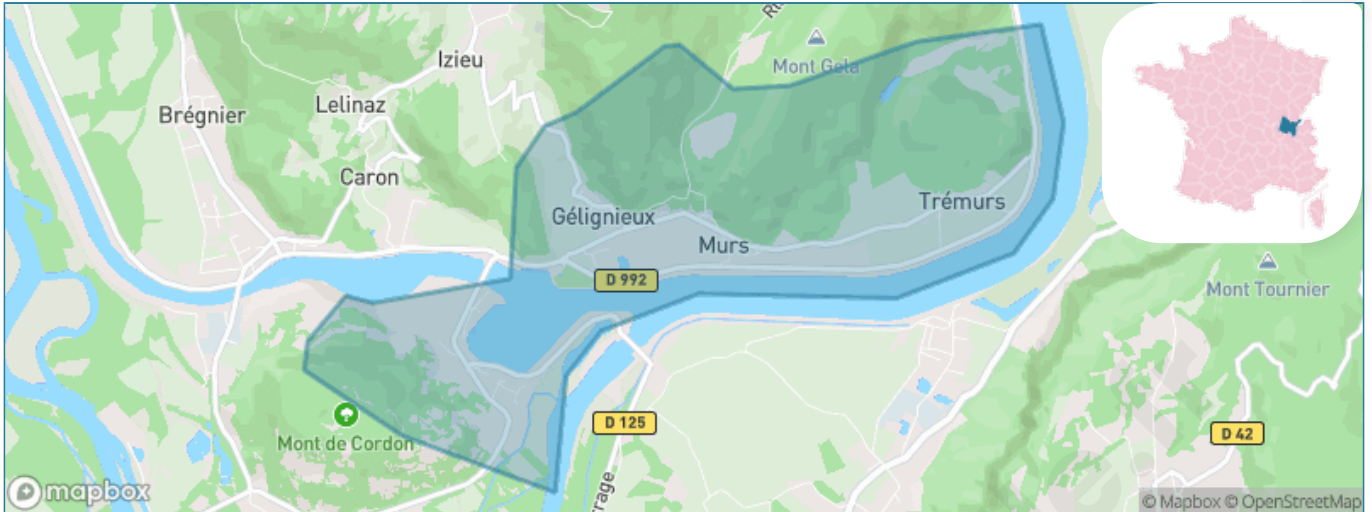 Izieu
Mont Gela
Brégnier
Lelinaz
Caron
Gélignieux
Trémurs
Murs
D 992
Mont Tournier
D 125
D 42
Mont de Cordon
rrage
mapbox
© Mapbox © OpenStreetMap